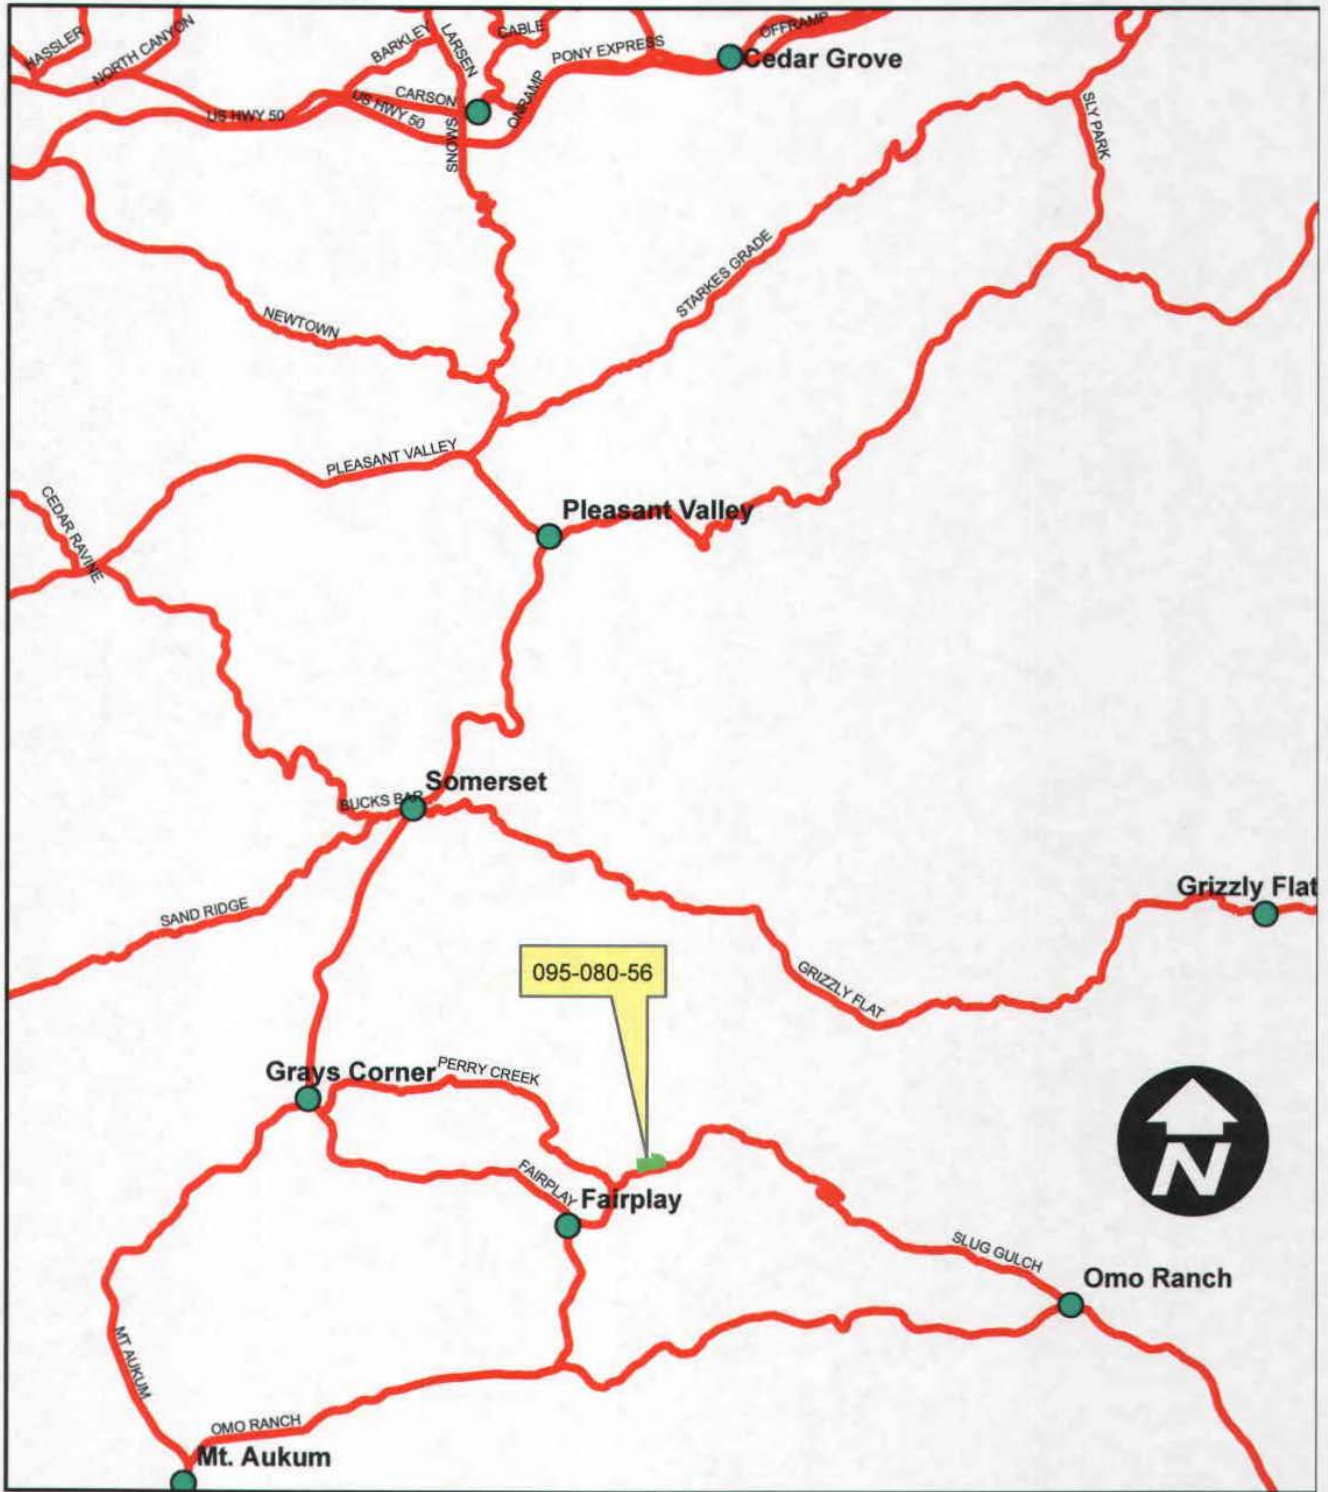 HASSLER
NORTH CANYON
BARKLEY
LARSEN
CABLE
PONY EXPRESS
OFFRAMP
Cedar Grove
US HWY 50
CARSON
US HWY 50
ONRAMP
SNOWS
SLY PARK
STARKES GRADE
NEWTOWN
PLEASANT VALLEY
CEDAR RAVINE
Pleasant Valley
Somerset
BUCKS BAR
Grizzly Flat
SAND RIDGE
095-080-56
GRIZZLY FLAT
Grays Corner
PERRY CREEK
N
FAIRPLAY
Fairplay
SLUG GULCH
Omo Ranch
MT AUKUM
OMO RANCH
Mt. Aukum